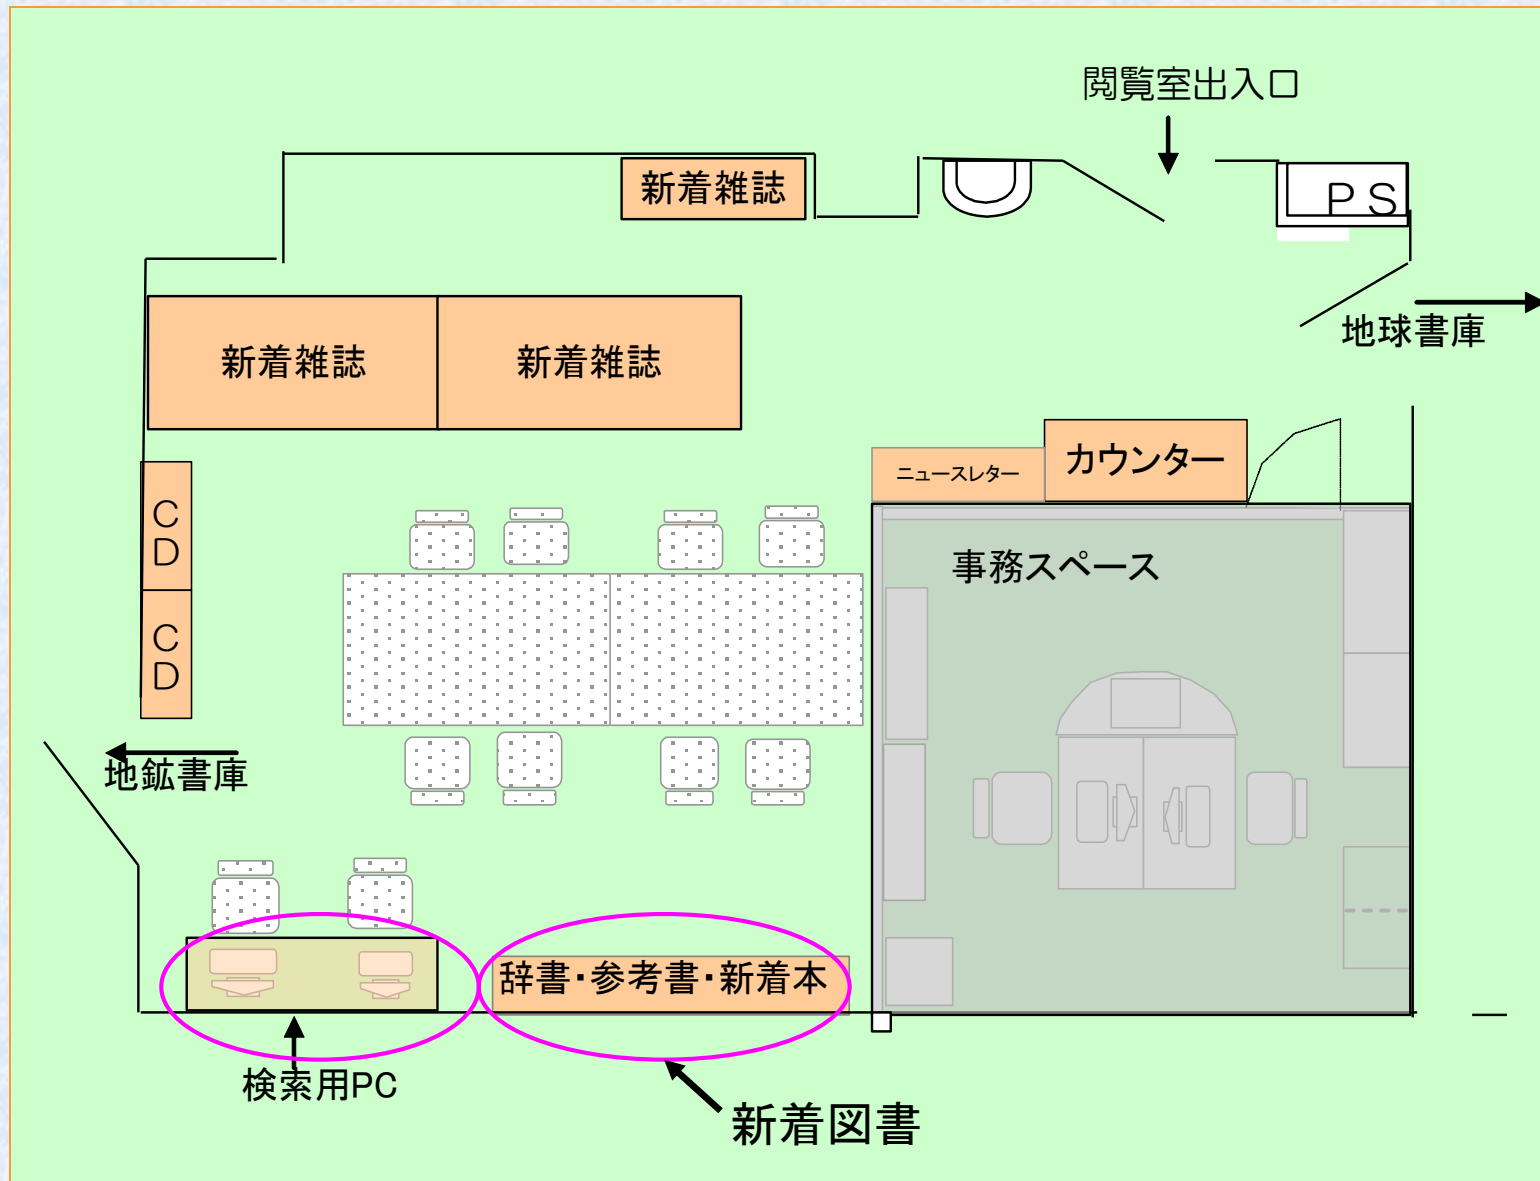 閲覧室出入口
新着雑誌
ＰＳ
地球書庫
新着雑誌
新着雑誌
カウンター
ニュースレター
ＣＤ
ＣＤ
事務スペース
地鉱書庫
辞書・参考書・新着本
検索用PC
新着図書